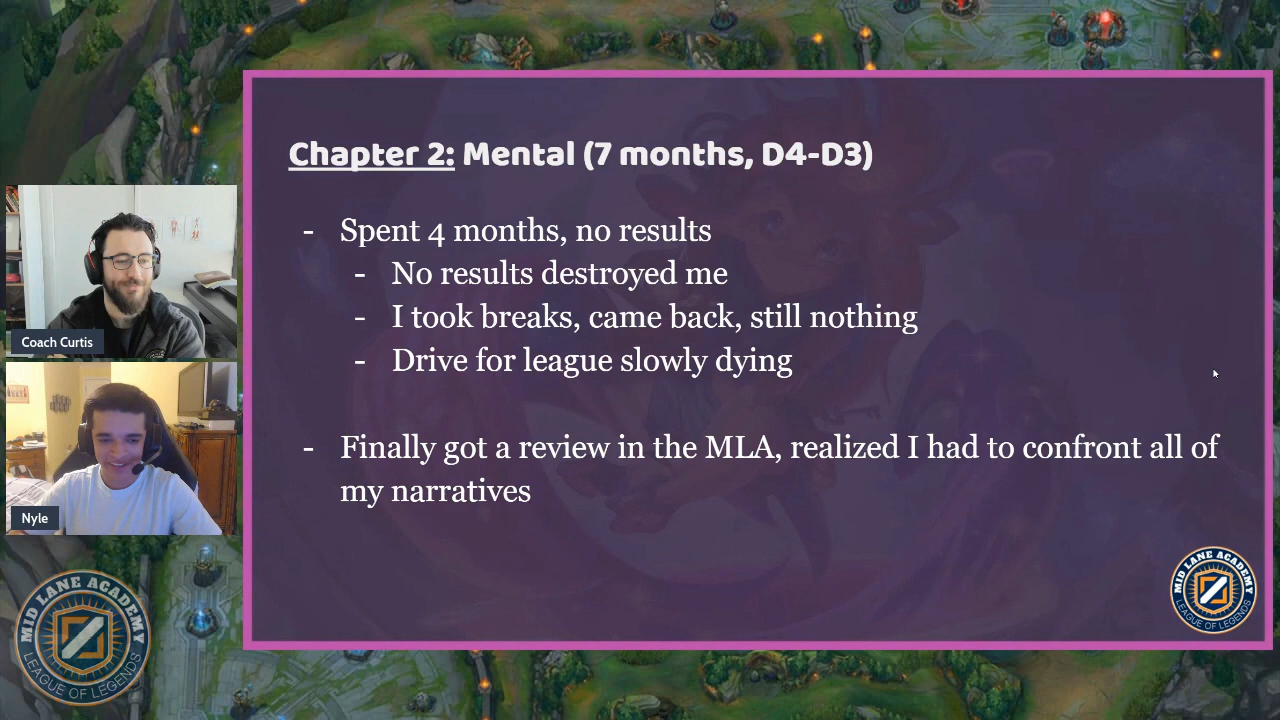 Chapter 2: Mental (7 months, D4-D3)
- Spent 4 months, no results
- No results destroyed me
- I took breaks, came back, still nothing
- Drive for league slowly dying
- Finally got a review in the MLA, realized I had to confront all of
my narratives
Coach Curtis
Nyle
MID LANE ACADEMY
LEAGUE OF LEGENDS
MID LANE ACADEMY
LEAGUE OF LEGENDS